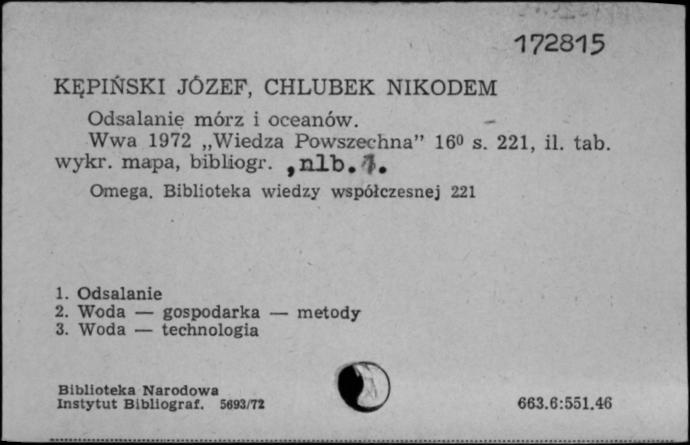 172815
KĘPIŃSKI JÓZEF, CHLUBEK NIKODEM
Odsalanie mórz i oceanów.
Wwa 1972 „Wiedza Powszechna” 16⁰ s. 221, il. tab.
wykr. mapa, bibliogr. , nlb. 1.
Omega. Biblioteka wiedzy współczesnej 221
1. Odsalanie
2. Woda — gospodarka — metody
3. Woda — technologia
Biblioteka Narodowa
Instytut Bibliograf. 5693/72
663.6:551.46